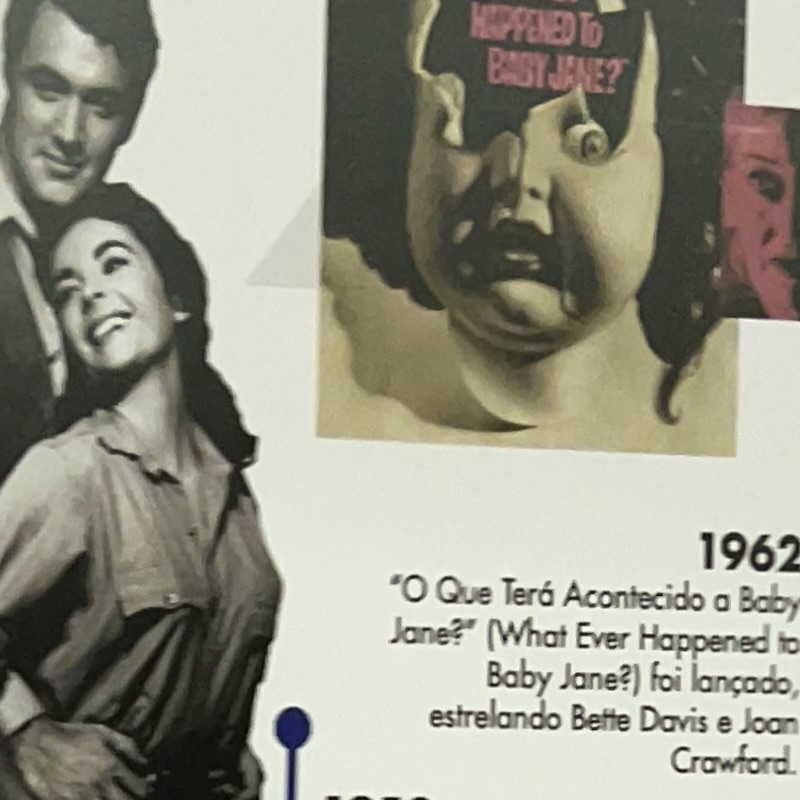 HAPPENED To
BABY JANE?
1962
"O Que Terá Acontecido a Baby
Jane?" (What Ever Happened to
Baby Jane?) foi lançado,
estrelando Bette Davis e Joan
Crawford.